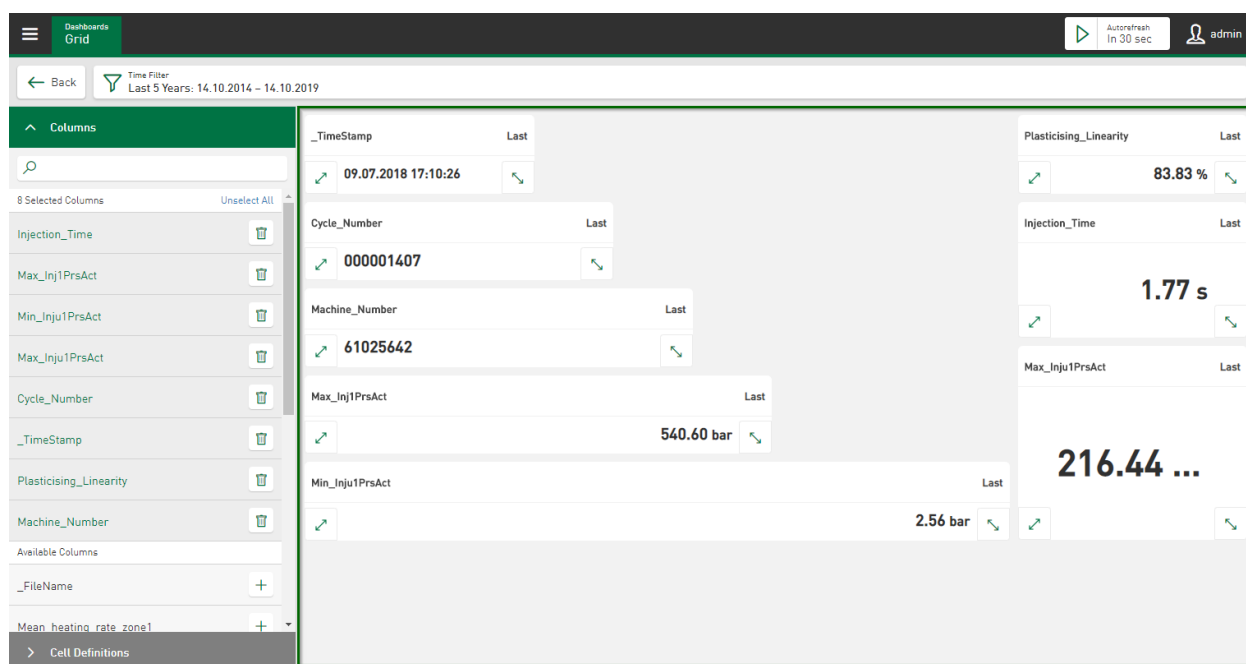 Dashboards
Grid
Autorefresh
In 30 sec
admin
Back
Time Filter
Last 5 Years: 14.10.2014 – 14.10.2019
Columns
8 Selected Columns Unselect All
Injection_Time
Max_Inj1PrsAct
Min_Inju1PrsAct
Max_Inju1PrsAct
Cycle_Number
_TimeStamp
Plasticising_Linearity
Machine_Number
Available Columns
_FileName
Mean_heating_rate_zone1
Cell Definitions
_TimeStamp Last
09.07.2018 17:10:26
Cycle_Number Last
000001407
Machine_Number Last
61025642
Max_Inj1PrsAct Last
540.60 bar
Min_Inju1PrsAct Last
2.56 bar
Plasticising_Linearity Last
83.83 %
Injection_Time Last
1.77 s
Max_Inju1PrsAct Last
216.44 ...